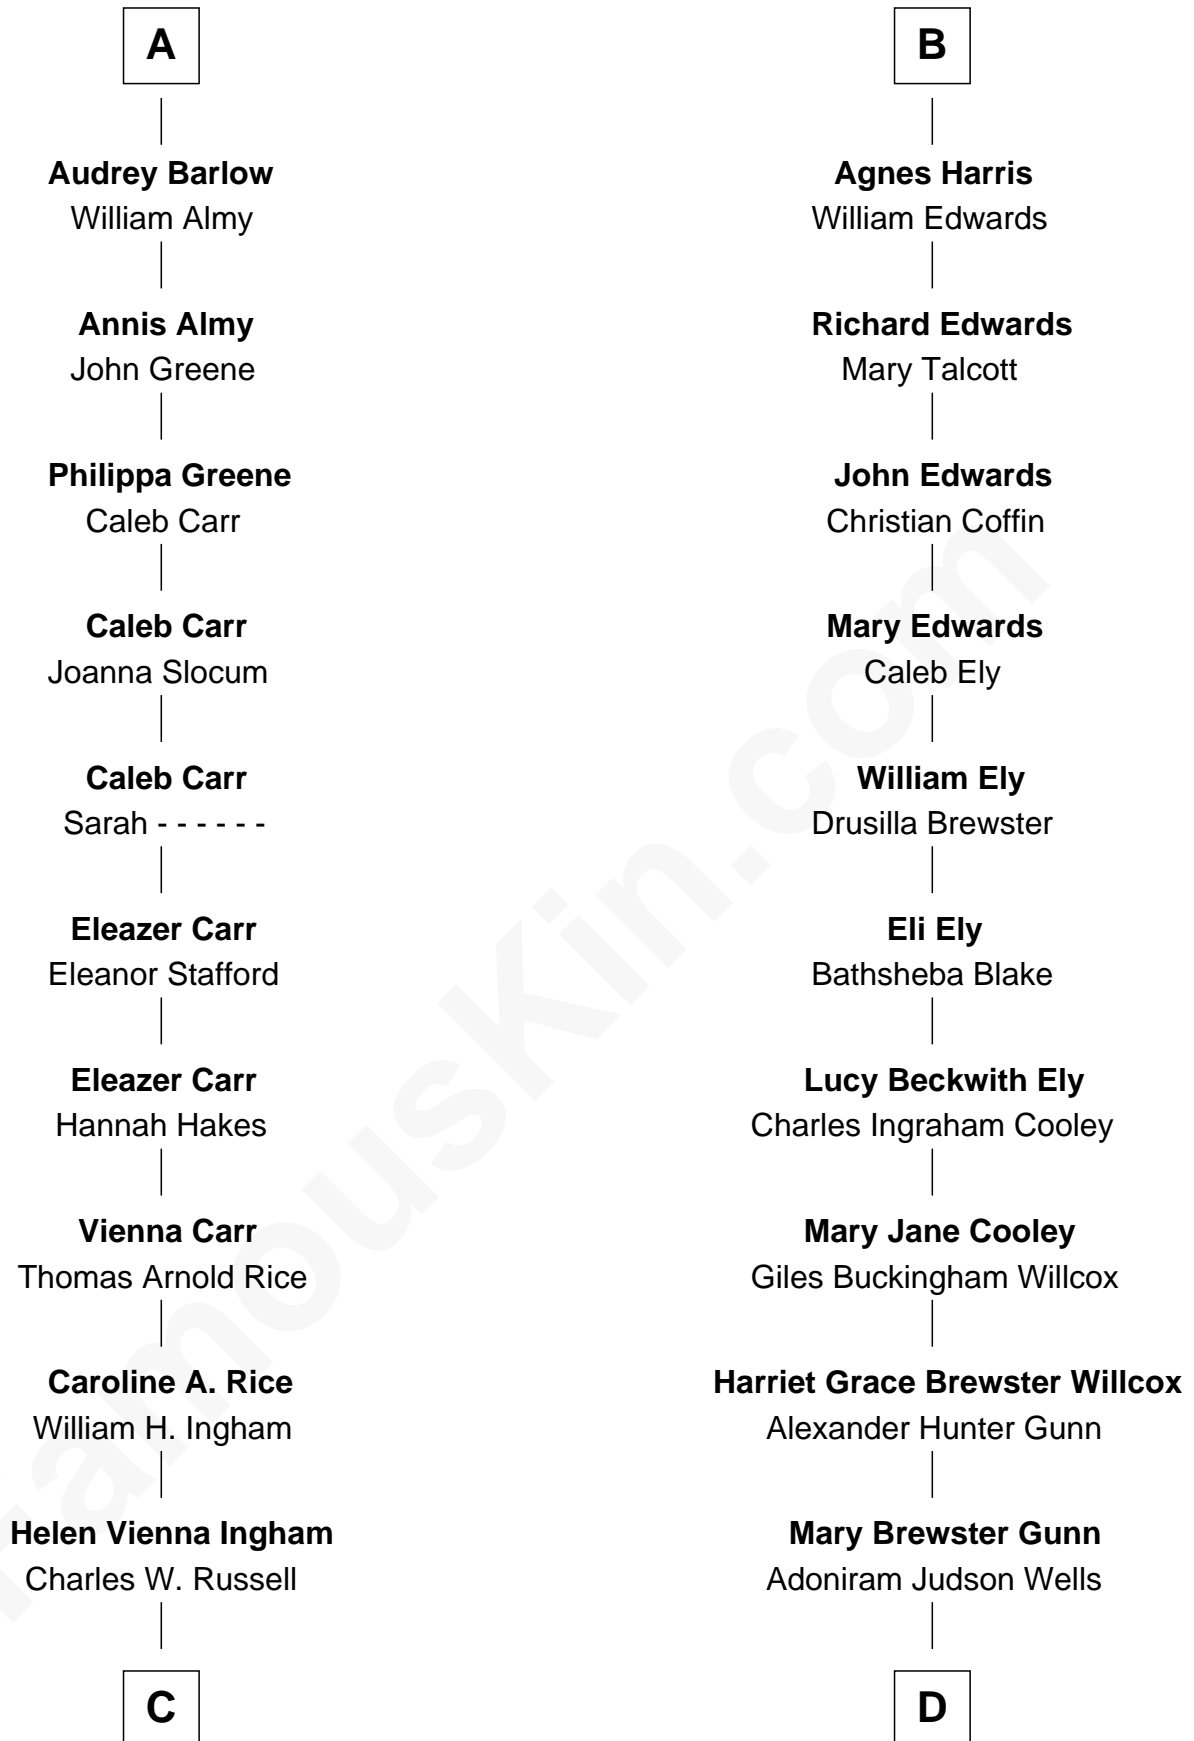 A
Audrey Barlow
William Almy
Annis Almy
John Greene
Philippa Greene
Caleb Carr
Caleb Carr
Joanna Slocum
Caleb Carr
Sarah - - - - - -
Eleazer Carr
Eleanor Stafford
Eleazer Carr
Hannah Hakes
Vienna Carr
Thomas Arnold Rice
Caroline A. Rice
William H. Ingham
Helen Vienna Ingham
Charles W. Russell
C
B
Agnes Harris
William Edwards
Richard Edwards
Mary Talcott
John Edwards
Christian Coffin
Mary Edwards
Caleb Ely
William Ely
Drusilla Brewster
Eli Ely
Bathsheba Blake
Lucy Beckwith Ely
Charles Ingraham Cooley
Mary Jane Cooley
Giles Buckingham Willcox
Harriet Grace Brewster Willcox
Alexander Hunter Gunn
Mary Brewster Gunn
Adoniram Judson Wells
D
FamousKin.com